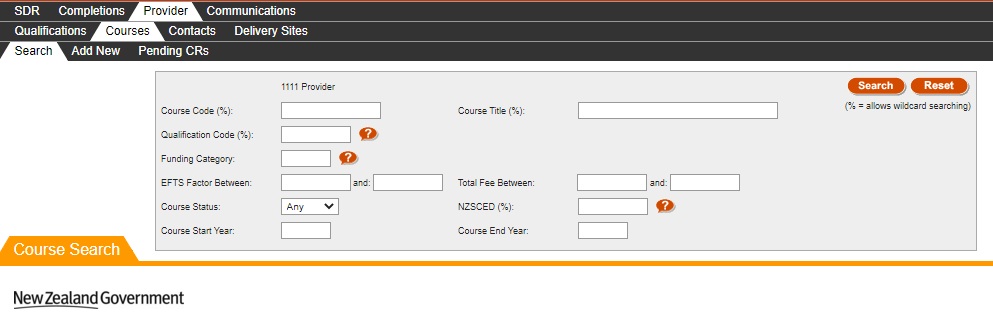 SDR Completions Provider Communications
Qualifications Courses Contacts Delivery Sites
Search Add New Pending CRs
1111 Provider Search Reset
Course Code (%): Course Title (%): (% = allows wildcard searching)
Qualification Code (%): ?
Funding Category: ?
EFTS Factor Between: and: Total Fee Between: and:
Course Status: Any NZSCED (%): ?
Course Start Year: Course End Year:
Course Search
New Zealand Government